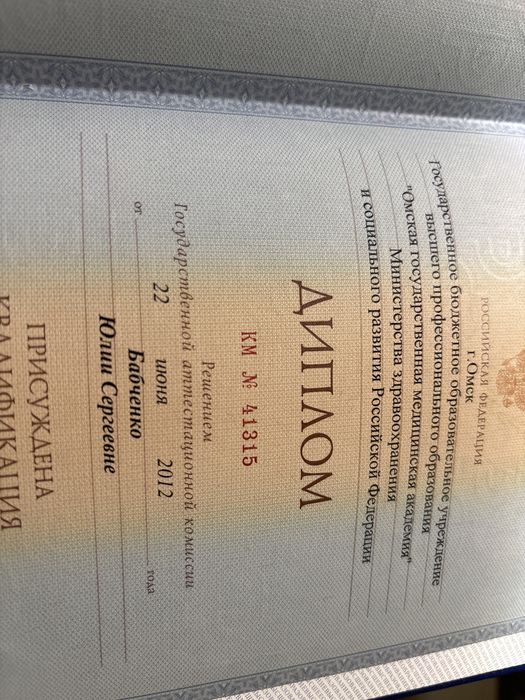 РОССИЙСКАЯ ФЕДЕРАЦИЯ
г.Омск
Государственное бюджетное образовательное учреждение
высшего профессионального образования
"Омская государственная медицинская академия"
Министерства здравоохранения
и социального развития Российской Федерации
ДИПЛОМ
КМ № 41315
Решением
Государственной аттестационной комиссии
от 22 июня 2012 года
Бабченко
Юлии Сергеевне
ПРИСУЖДЕНА
КВАЛИФИКАЦИЯ